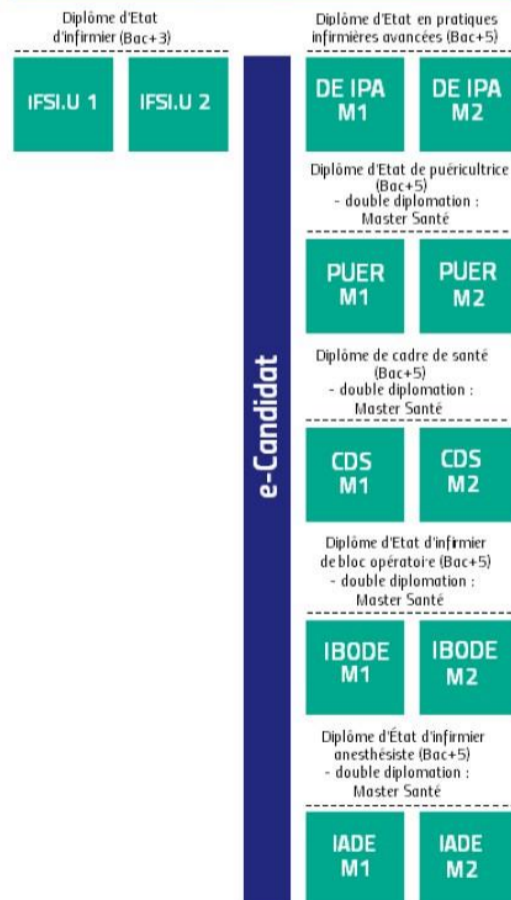 Diplôme d'Etat
d'infirmier (Bac+3)
IFSI.U 1
IFSI.U 2
e-Candidat
Diplôme d'Etat en pratiques
infirmières avancées (Bac+5)
DE IPA
M1
DE IPA
M2
Diplôme d'Etat de puéricultrice
(Bac+5)
- double diplomation :
Master Santé
PUER
M1
PUER
M2
Diplôme de cadre de santé
(Bac+5)
- double diplomation :
Master Santé
CDS
M1
CDS
M2
Diplôme d'Etat d'infirmier
de bloc opératoire (Bac+5)
- double diplomation :
Master Santé
IBODE
M1
IBODE
M2
Diplôme d'État d'infirmier
anesthésiste (Bac+5)
- double diplomation :
Master Santé
IADE
M1
IADE
M2